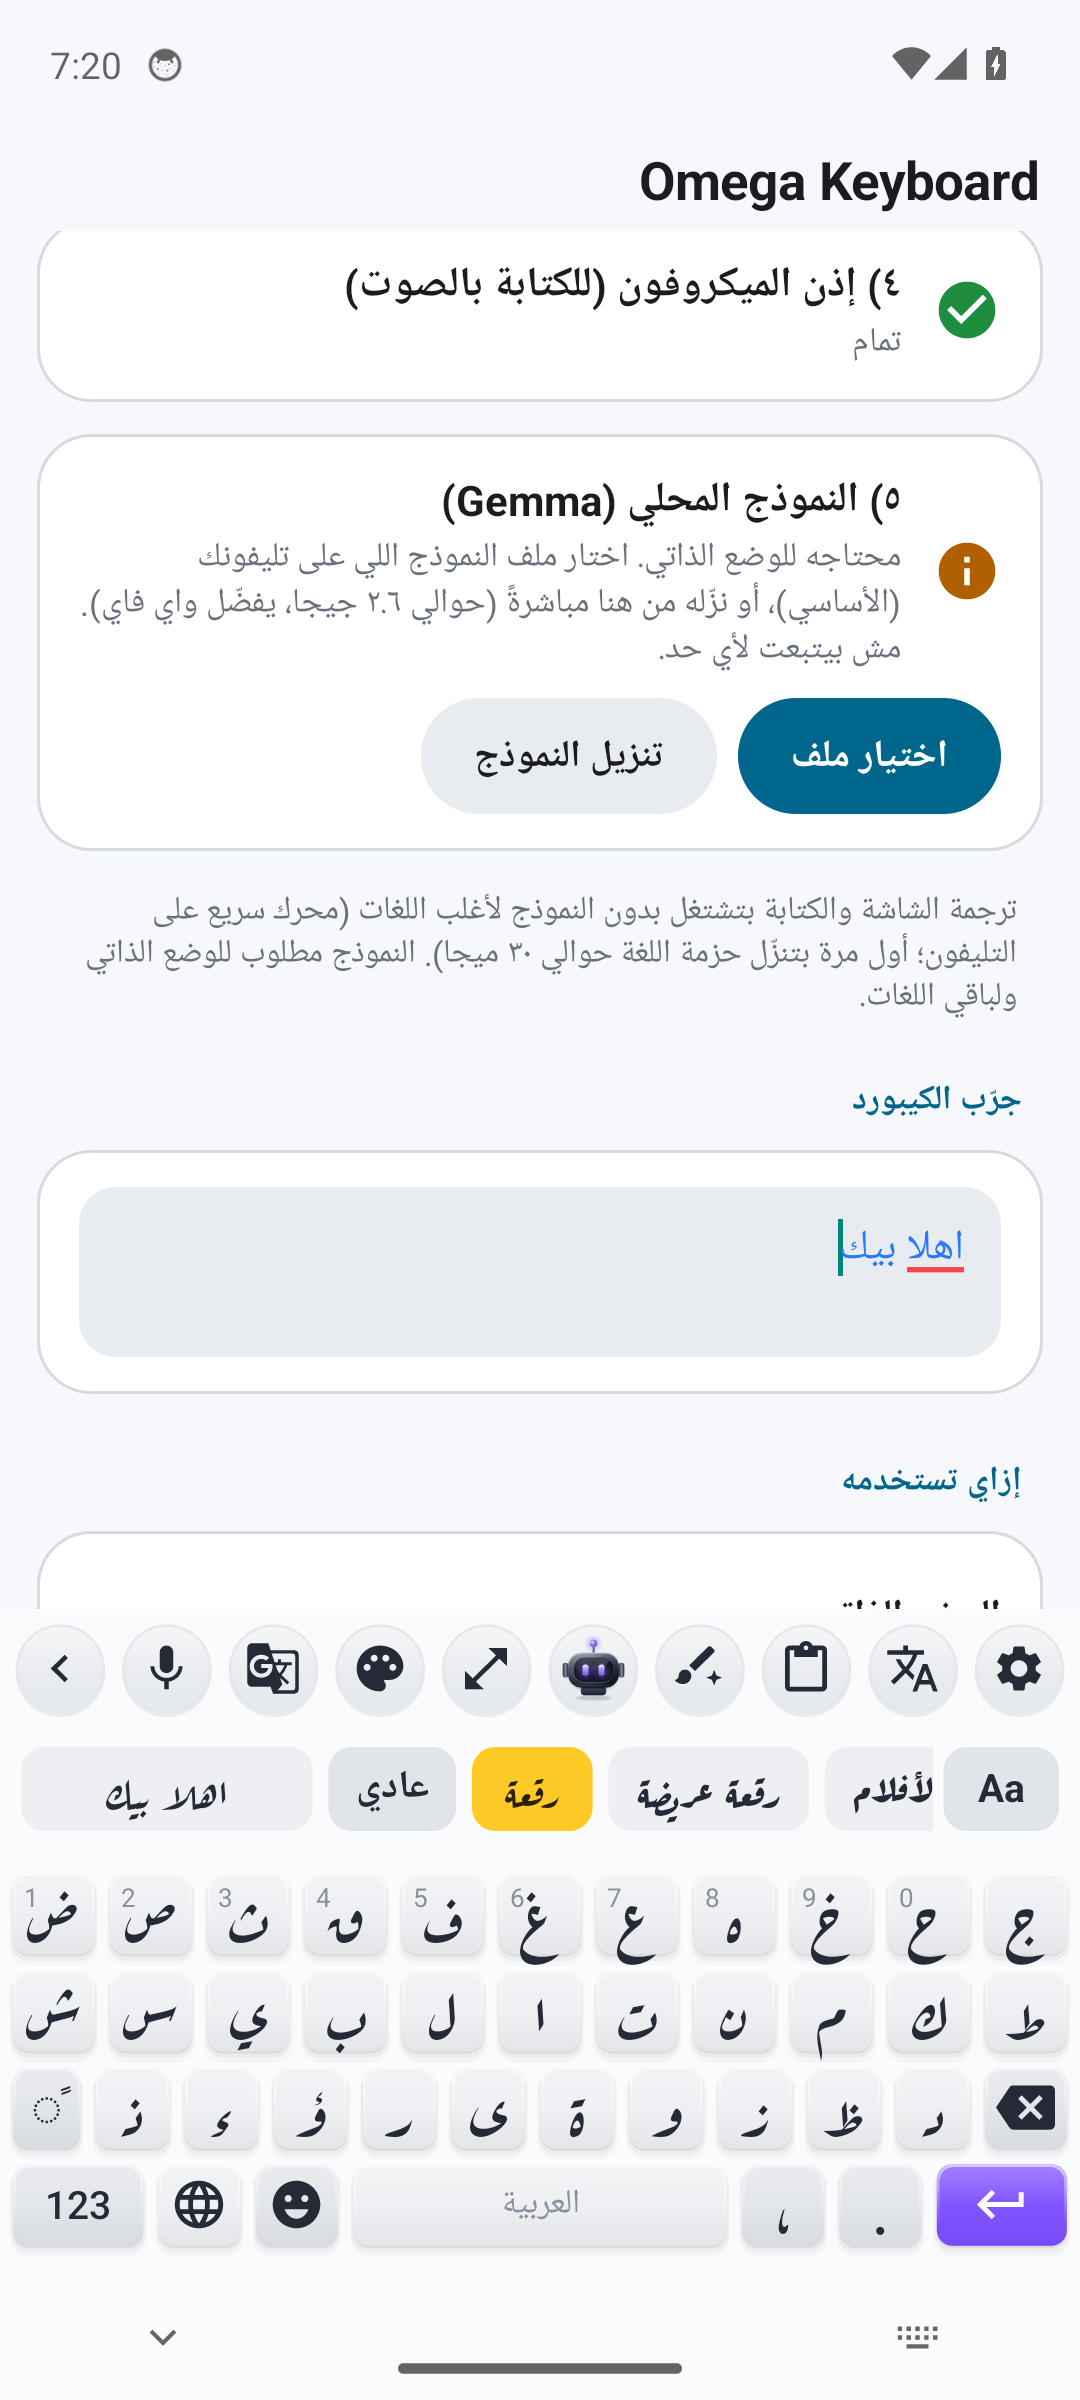 7:20
Omega Keyboard
٤) إذن الميكروفون (للكتابة بالصوت)
تمام
٥) النموذج المحلي (Gemma)
محتاجه للوضع الذاتي. اختار ملف النموذج اللي على تليفونك
(الأساسي)، أو نزّله من هنا مباشرةً (حوالي ٢.٦ جيجا، يفضّل واي فاي).
مش بيتبعت لأي حد.
اختيار ملف
تنزيل النموذج
ترجمة الشاشة والكتابة بتشتغل بدون النموذج لأغلب اللغات (محرك سريع على
التليفون؛ أول مرة بتنزّل حزمة اللغة حوالي ٣٠ ميجا). النموذج مطلوب للوضع الذاتي
ولباقي اللغات.
جرّب الكيبورد
اهلا بيك
إزاي تستخدمه
اهلا بيك عادي رقعة رقعة عريضة لأفلام Aa
1 ض 2 ص 3 ث 4 ق 5 ف 6 غ 7 ع 8 ه 9 خ 0 ح ج
ش س ي ب ل ا ت ن م ك ط
ذ ء ؤ ر ى ة و ز ظ د
123 العربية ، .